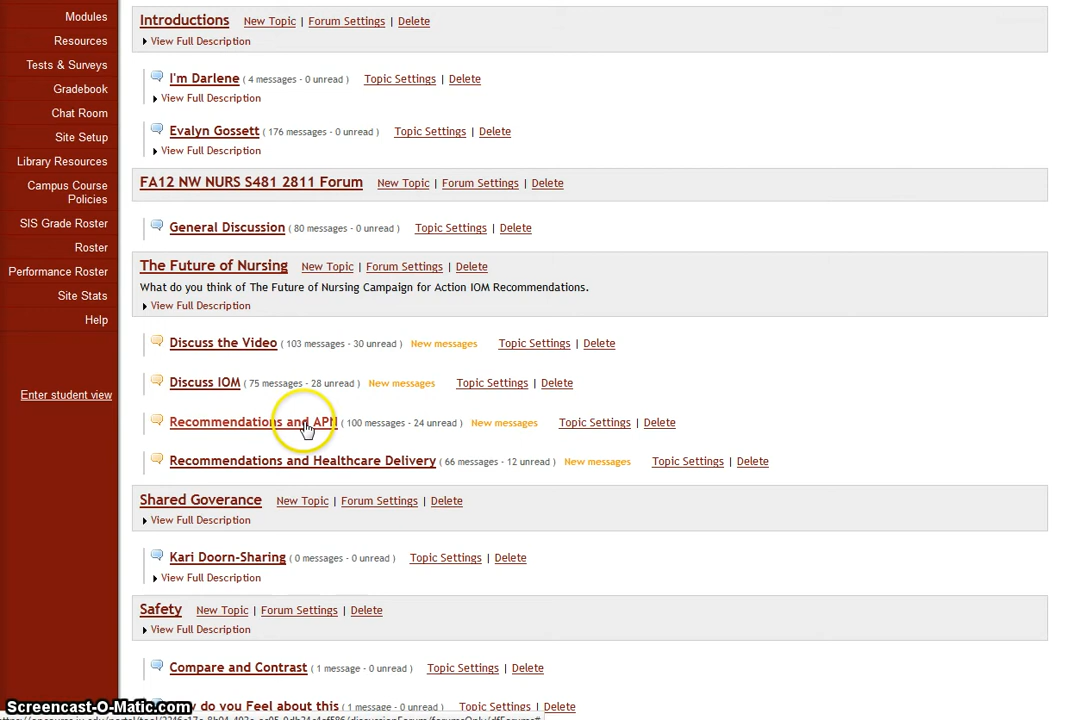 Modules
Resources
Tests & Surveys
Gradebook
Chat Room
Site Setup
Library Resources
Campus Course
Policies
SIS Grade Roster
Roster
Performance Roster
Site Stats
Help
Enter student view
Introductions New Topic | Forum Settings | Delete
View Full Description
I'm Darlene ( 4 messages - 0 unread ) Topic Settings | Delete
View Full Description
Evalyn Gossett ( 176 messages - 0 unread ) Topic Settings | Delete
View Full Description
FA12 NW NURS S481 2811 Forum New Topic | Forum Settings | Delete
General Discussion ( 80 messages - 0 unread ) Topic Settings | Delete
The Future of Nursing New Topic | Forum Settings | Delete
What do you think of The Future of Nursing Campaign for Action IOM Recommendations.
View Full Description
Discuss the Video ( 103 messages - 30 unread ) New messages Topic Settings | Delete
Discuss IOM ( 75 messages - 28 unread ) New messages Topic Settings | Delete
Recommendations and APN ( 100 messages - 24 unread ) New messages Topic Settings | Delete
Recommendations and Healthcare Delivery ( 66 messages - 12 unread ) New messages Topic Settings | Delete
Shared Goverance New Topic | Forum Settings | Delete
View Full Description
Kari Doorn-Sharing ( 0 messages - 0 unread ) Topic Settings | Delete
View Full Description
Safety New Topic | Forum Settings | Delete
View Full Description
Compare and Contrast ( 1 message - 0 unread ) Topic Settings | Delete
do you Feel about this ( 1 message - 0 unread ) Topic Settings | Delete
Screencast-O-Matic.com